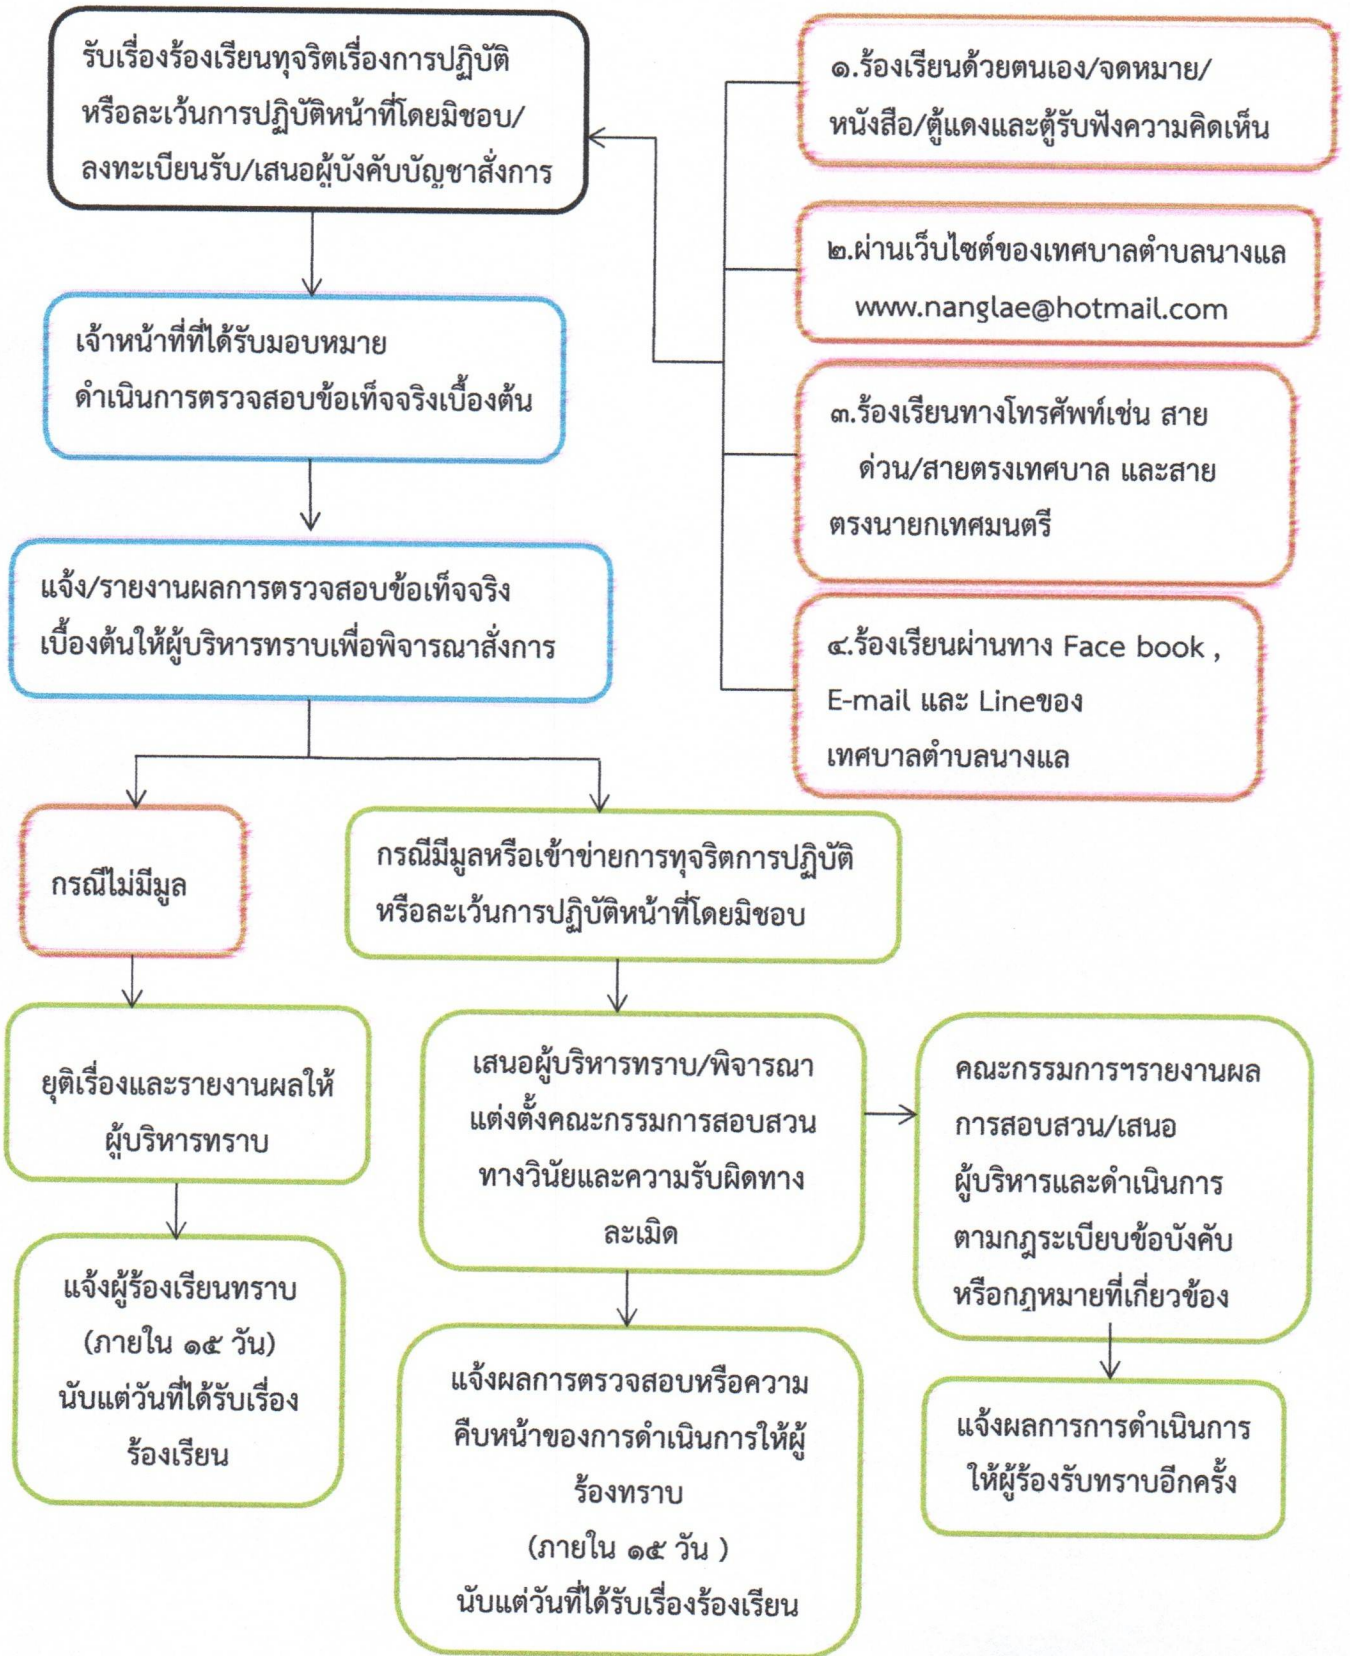 รับเรื่องร้องเรียนทุจริตเรื่องการปฏิบัติ
หรือละเว้นการปฏิบัติหน้าที่โดยมิชอบ/
ลงทะเบียนรับ/เสนอผู้บังคับบัญชาสั่งการ
๑.ร้องเรียนด้วยตนเอง/จดหมาย/
หนังสือ/ตู้แดงและตู้รับฟังความคิดเห็น
๒.ผ่านเว็บไซต์ของเทศบาลตำบลนางแล
www.nanglae@hotmail.com
๓.ร้องเรียนทางโทรศัพท์เช่น สาย
ด่วน/สายตรงเทศบาล และสาย
ตรงนายกเทศมนตรี
๔.ร้องเรียนผ่านทาง Face book ,
E-mail และ Lineของ
เทศบาลตำบลนางแล
เจ้าหน้าที่ที่ได้รับมอบหมาย
ดำเนินการตรวจสอบข้อเท็จจริงเบื้องต้น
แจ้ง/รายงานผลการตรวจสอบข้อเท็จจริง
เบื้องต้นให้ผู้บริหารทราบเพื่อพิจารณาสั่งการ
กรณีไม่มีมูล
กรณีมีมูลหรือเข้าข่ายการทุจริตการปฏิบัติ
หรือละเว้นการปฏิบัติหน้าที่โดยมิชอบ
ยุติเรื่องและรายงานผลให้
ผู้บริหารทราบ
แจ้งผู้ร้องเรียนทราบ
(ภายใน ๑๕ วัน)
นับแต่วันที่ได้รับเรื่อง
ร้องเรียน
เสนอผู้บริหารทราบ/พิจารณา
แต่งตั้งคณะกรรมการสอบสวน
ทางวินัยและความรับผิดทาง
ละเมิด
แจ้งผลการตรวจสอบหรือความ
คืบหน้าของการดำเนินการให้ผู้
ร้องทราบ
(ภายใน ๑๕ วัน )
นับแต่วันที่ได้รับเรื่องร้องเรียน
คณะกรรมการฯรายงานผล
การสอบสวน/เสนอ
ผู้บริหารและดำเนินการ
ตามกฎระเบียบข้อบังคับ
หรือกฎหมายที่เกี่ยวข้อง
แจ้งผลการการดำเนินการ
ให้ผู้ร้องรับทราบอีกครั้ง